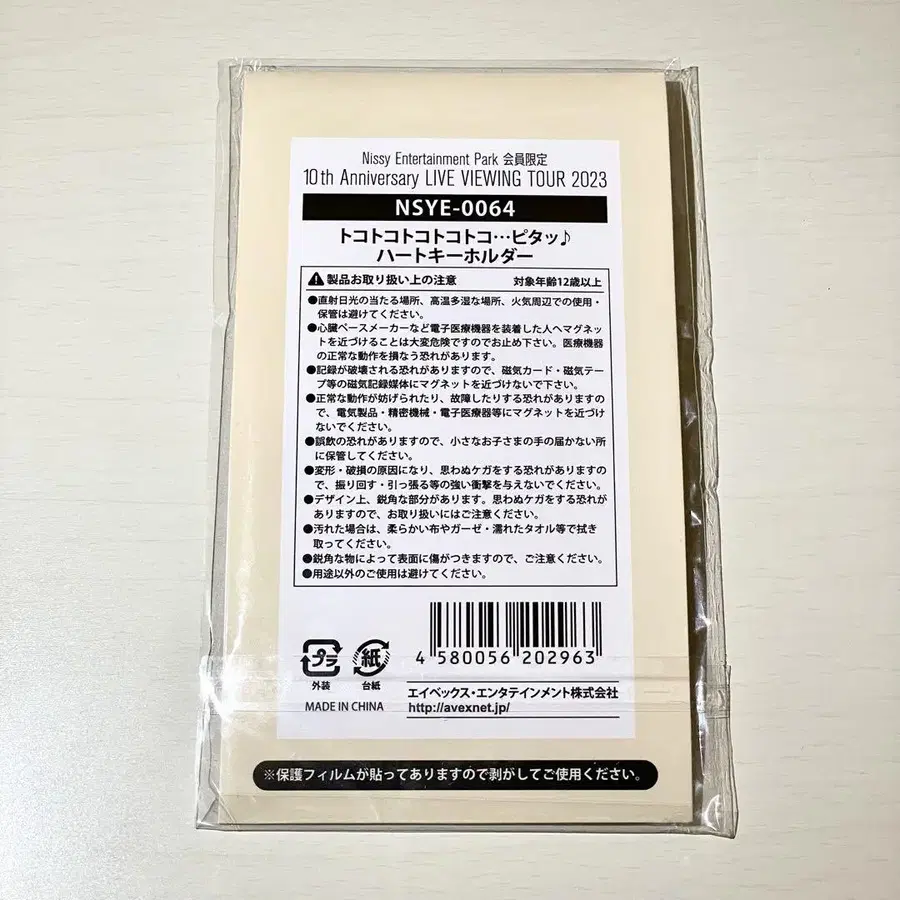 Nissy Entertainment Park 会員限定
10th Anniversary LIVE VIEWING TOUR 2023
NSYE-0064
トコトコトコトコトコ…ピタッ♪
ハートキーホルダー
⚠製品お取り扱い上の注意 対象年齢12歳以上
●直射日光の当たる場所、高温多湿な場所、火気周辺での使用・
保管は避けてください。
●心臓ペースメーカーなど電子医療機器を装着した人へマグネッ
トを近づけることは大変危険ですのでお止め下さい。医療機器
の正常な動作を損なう恐れがあります。
●記録が破壊される恐れがありますので、磁気カード・磁気テー
プ等の磁気記録媒体にマグネットを近づけないで下さい。
●正常な動作が妨げられたり、故障したりする恐れがありますの
で、電気製品・精密機械・電子医療器等にマグネットを近づけ
ないでください。
●誤飲の恐れがありますので、小さなお子さまの手の届かない所
に保管してください。
●変形・破損の原因になり、思わぬケガをする恐れがありますの
で、振り回す・引っ張る等の強い衝撃を与えないでください。
●デザイン上、鋭角な部分があります。思わぬケガをする恐れが
ありますので、お取り扱いにはご注意ください。
●汚れた場合は、柔らかい布やガーゼ・濡れたタオル等で拭き
取ってください。
●鋭角な物によって表面に傷がつきますので、ご注意ください。
●用途以外のご使用は避けてください。
プラ 紙
外装 台紙
4 580056 202963
MADE IN CHINA
エイベックス・エンタテインメント株式会社
http://avexnet.jp/
※保護フィルムが貼ってありますので剥がしてご使用ください。